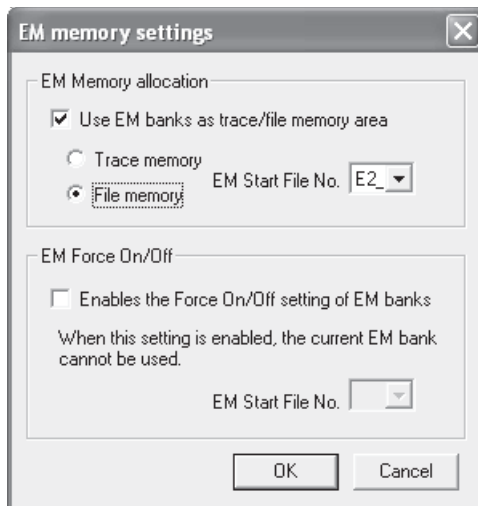 EM memory settings
EM Memory allocation
Use EM banks as trace/file memory area
Trace memory
File memory
EM Start File No. E2_
EM Force On/Off
Enables the Force On/Off setting of EM banks
When this setting is enabled, the current EM bank
cannot be used.
EM Start File No.
OK Cancel